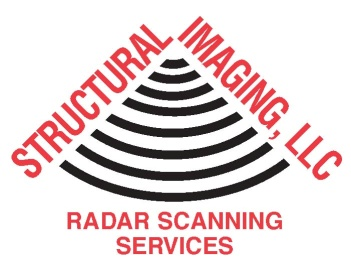 STRUCTURAL IMAGING, LLC
RADAR SCANNING
SERVICES